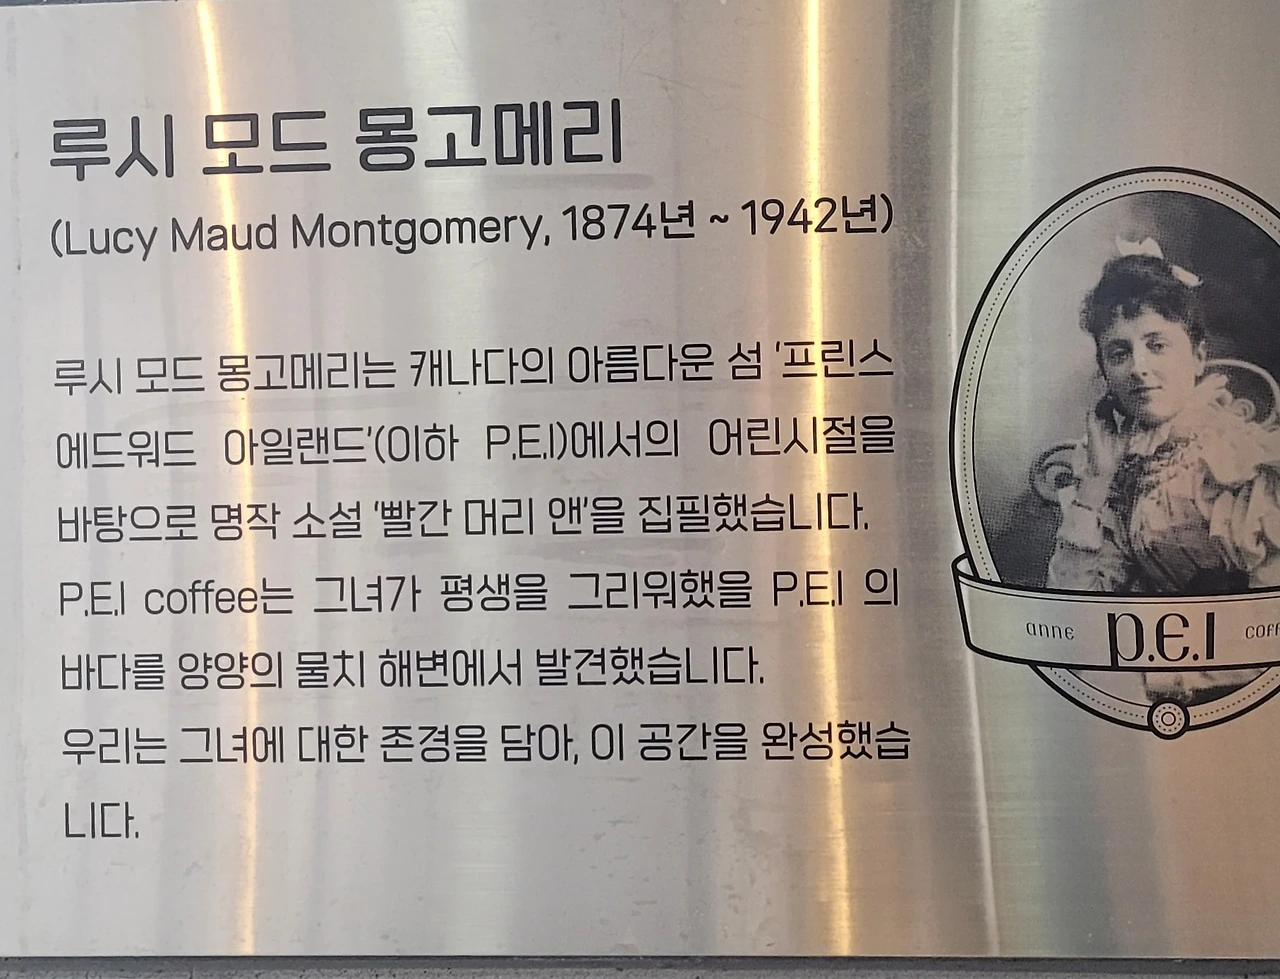 루시 모드 몽고메리
(Lucy Maud Montgomery, 1874년 ~ 1942년)
루시 모드 몽고메리는 캐나다의 아름다운 섬 '프린스
에드워드 아일랜드'(이하 P.E.I)에서의 어린시절을
바탕으로 명작 소설 '빨간 머리 앤'을 집필했습니다.
P.E.I coffee는 그녀가 평생을 그리워했을 P.E.I 의
바다를 양양의 물치 해변에서 발견했습니다.
우리는 그녀에 대한 존경을 담아, 이 공간을 완성했습
니다.
anne p.e.I